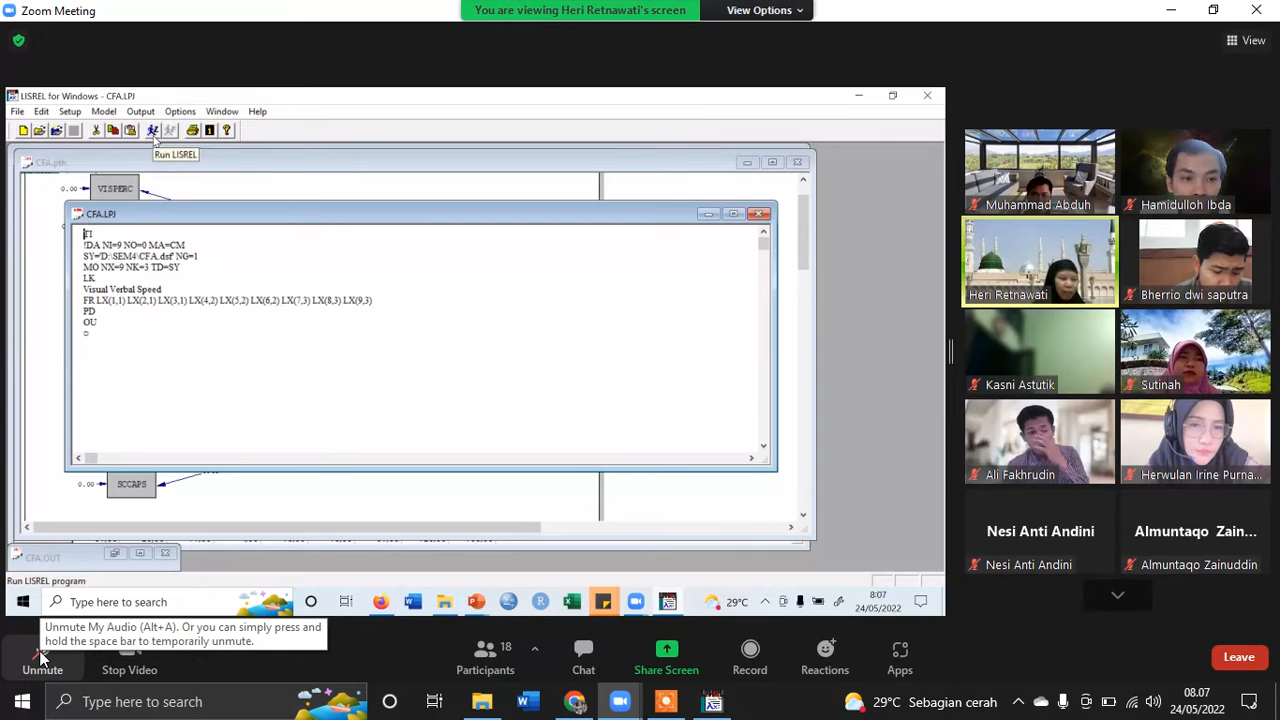 Zoom Meeting
You are viewing Heri Retnawati's screen
View Options
View
LISREL for Windows - CFA.LPJ
File Edit Setup Model Output Options Window Help
Run LISREL
CFA.pth
0.00
VISPERC
CFA.LPJ
TI
!DA NI=9 NO=0 MA=CM
SY='D:\SEM4\CFA.dsf' NG=1
MO NX=9 NK=3 TD=SY
LK
Visual Verbal Speed
FR LX(1,1) LX(2,1) LX(3,1) LX(4,2) LX(5,2) LX(6,2) LX(7,3) LX(8,3) LX(9,3)
PD
OU
0.00
SCCAPS
CFA.OUT
Run LISREL program
Type here to search
29°C
8:07
24/05/2022
Muhammad Abduh
Hamidulloh Ibda
Heri Retnawati
Bherrio dwi saputra
Kasni Astutik
Sutinah
Ali Fakhrudin
Herwulan Irine Purna...
Nesi Anti Andini
Almuntaqo Zain...
Nesi Anti Andini
Almuntaqo Zainuddin
Unmute My Audio (Alt+A). Or you can simply press and
hold the space bar to temporarily unmute.
Unmute
Stop Video
18
Participants
Chat
Share Screen
Record
Reactions
Apps
Leave
Type here to search
29°C Sebagian cerah
08.07
24/05/2022